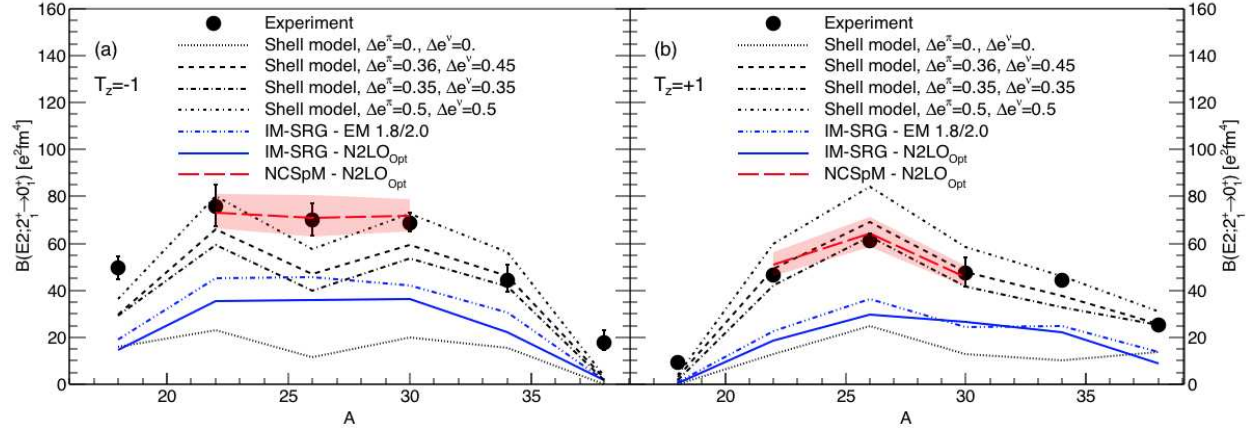 160
140
120
100
80
60
40
20
0
B(E2;2₁⁺→0₁⁺) [e²fm⁴]
(a)
T_z=-1
Experiment
Shell model, Δe^π=0., Δe^ν=0.
Shell model, Δe^π=0.36, Δe^ν=0.45
Shell model, Δe^π=0.35, Δe^ν=0.35
Shell model, Δe^π=0.5, Δe^ν=0.5
IM-SRG - EM 1.8/2.0
IM-SRG - N2LO_Opt
NCSpM - N2LO_Opt
20 25 30 35
A
(b)
T_z=+1
Experiment
Shell model, Δe^π=0., Δe^ν=0.
Shell model, Δe^π=0.36, Δe^ν=0.45
Shell model, Δe^π=0.35, Δe^ν=0.35
Shell model, Δe^π=0.5, Δe^ν=0.5
IM-SRG - EM 1.8/2.0
IM-SRG - N2LO_Opt
NCSpM - N2LO_Opt
20 25 30 35
A
160
140
120
100
80
60
40
20
0
B(E2;2₁⁺→0₁⁺) [e²fm⁴]